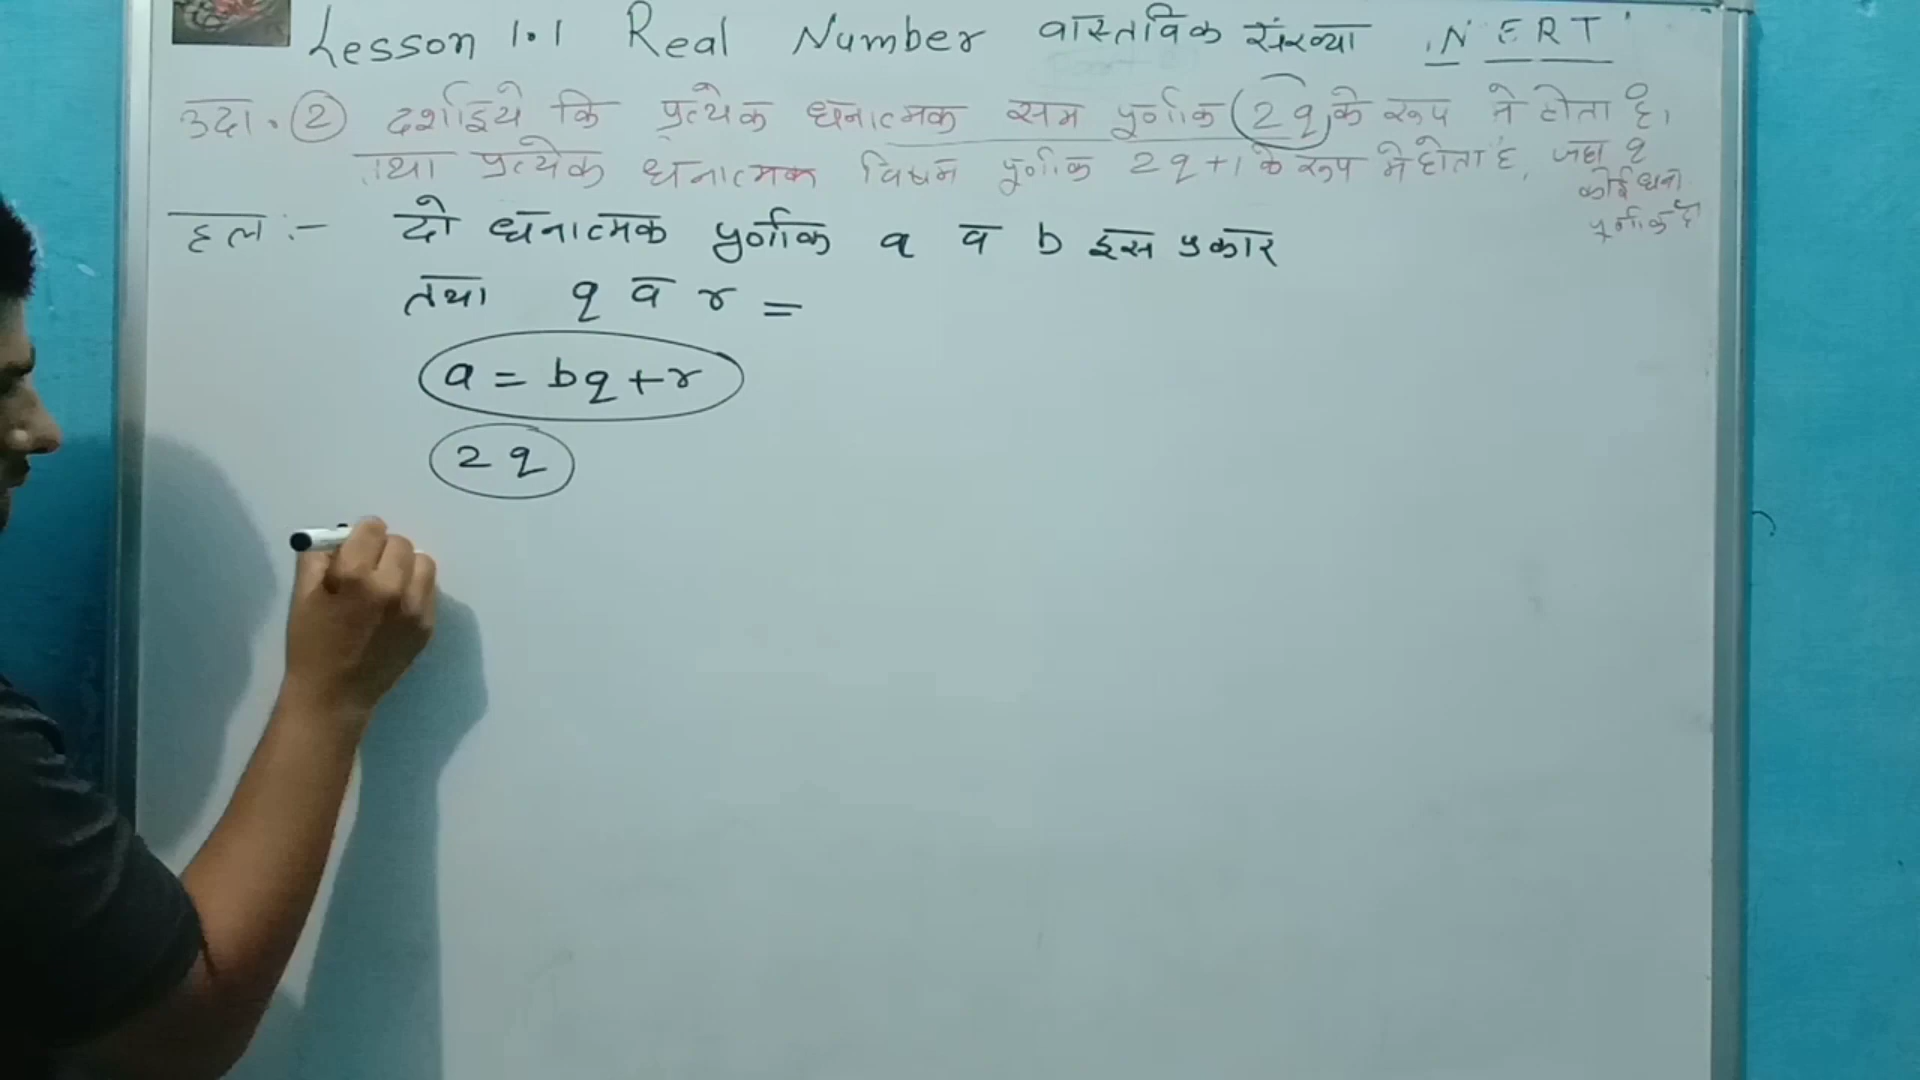 Lesson 1.1 Real Number वास्तविक संख्या NERT
उदा. 2 दर्शाइये कि प्रत्येक धनात्मक सम पूर्णांक (2q) के रूप मे होता है।
तथा प्रत्येक धनात्मक विषम पूर्णांक 2q+1 के रूप मे होता है, जहा q
कोई धना
पूर्णांक है
हल :- दो धनात्मक पूर्णांक a व b इस प्रकार
तथा q व r =
a = bq+r
2q